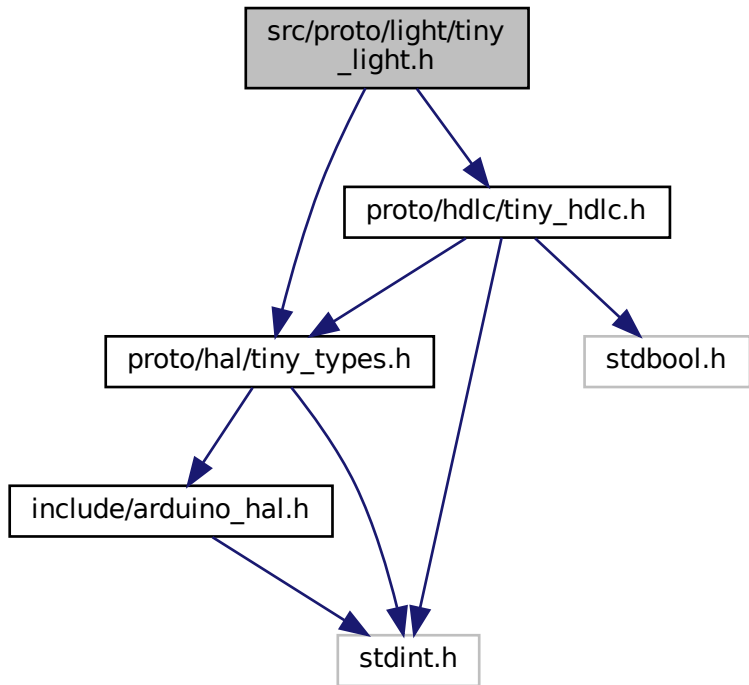 src/proto/light/tiny
_light.h
proto/hdlc/tiny_hdlc.h
proto/hal/tiny_types.h
stdbool.h
include/arduino_hal.h
stdint.h